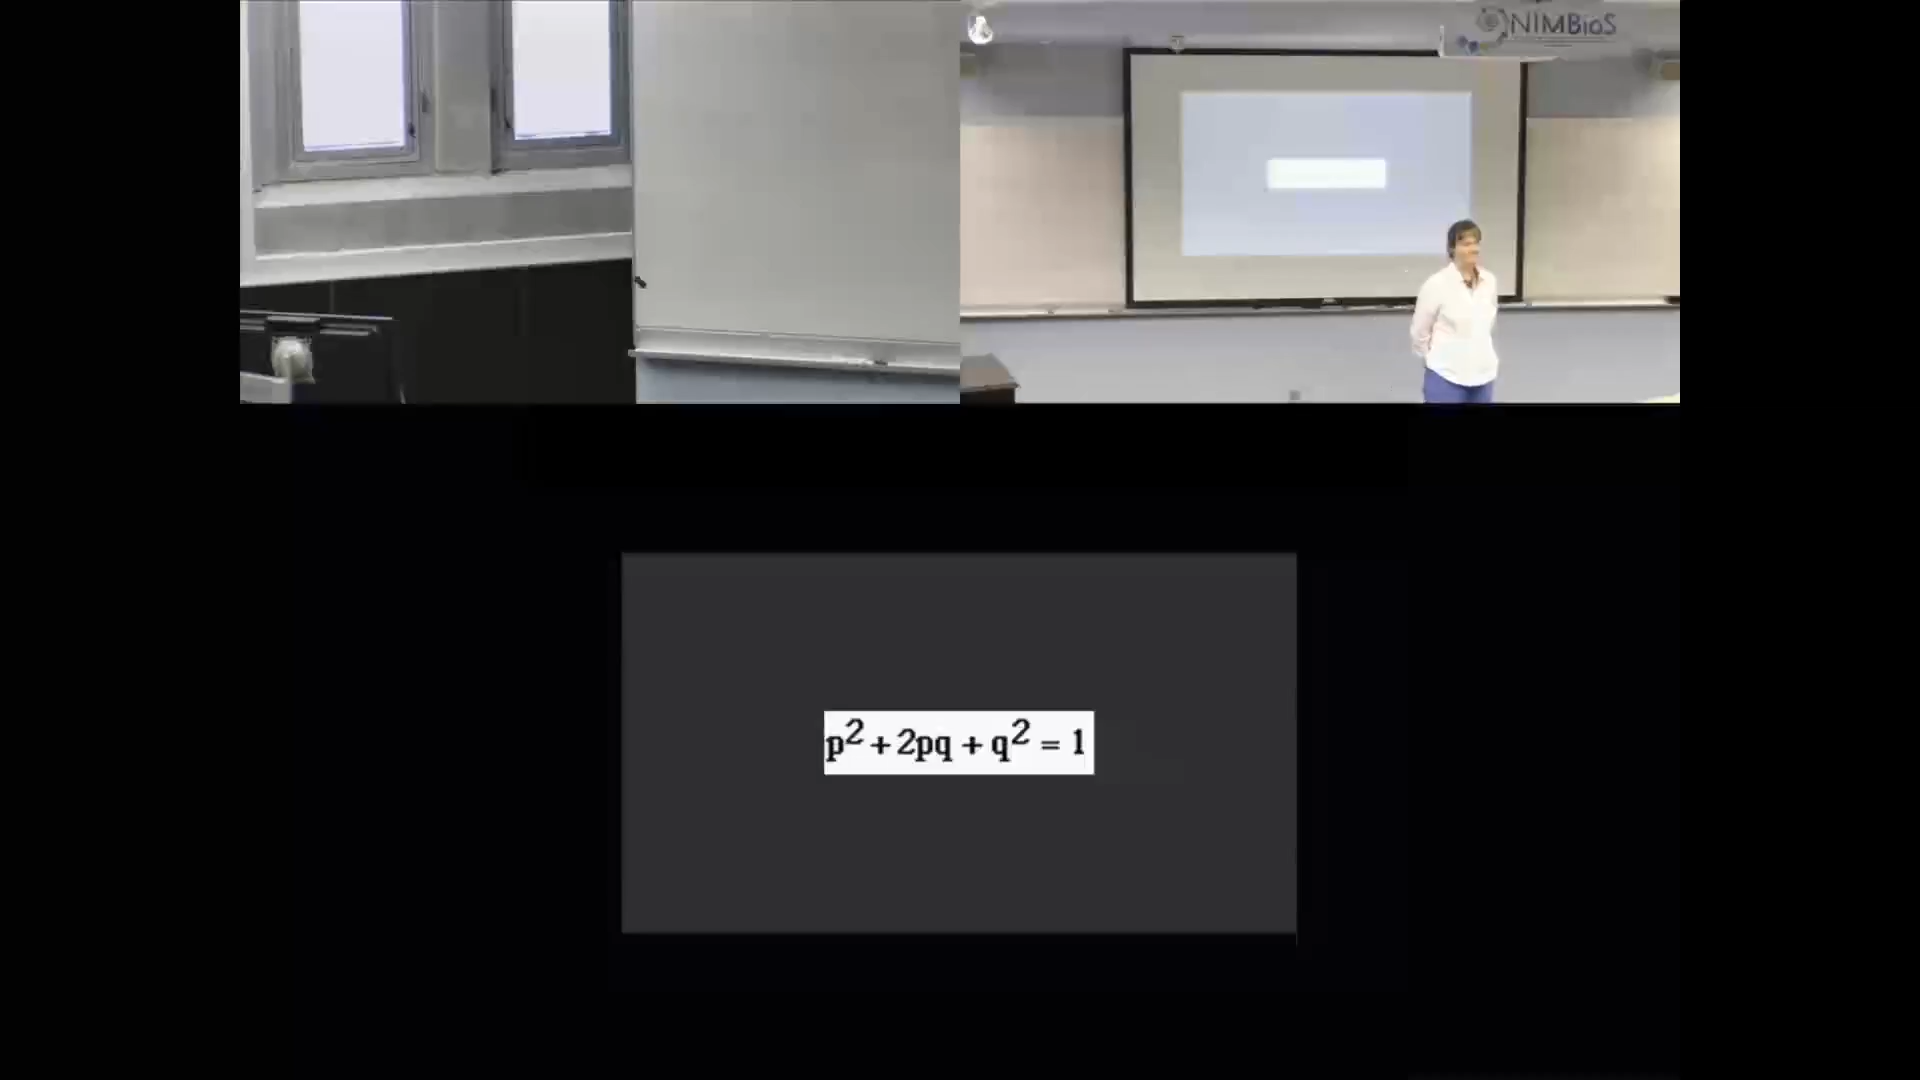 NIMBioS
p² + 2pq + q² = 1